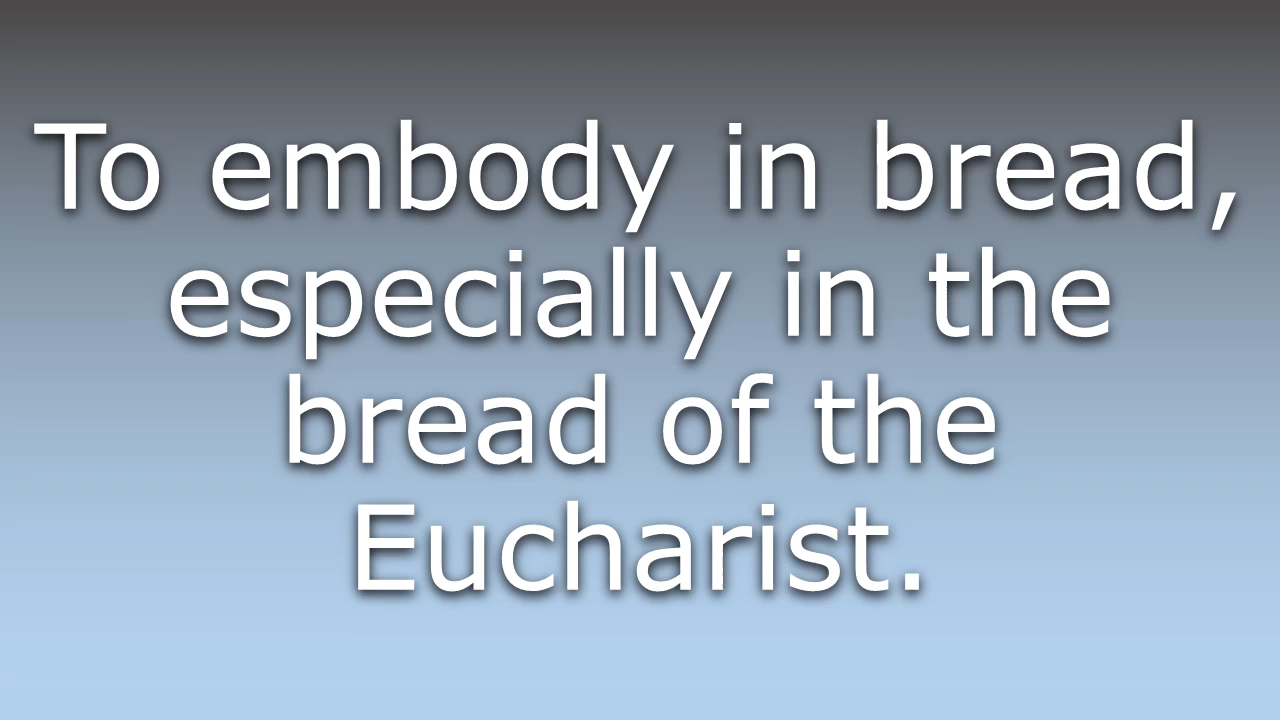 To embody in bread,
especially in the
bread of the
Eucharist.